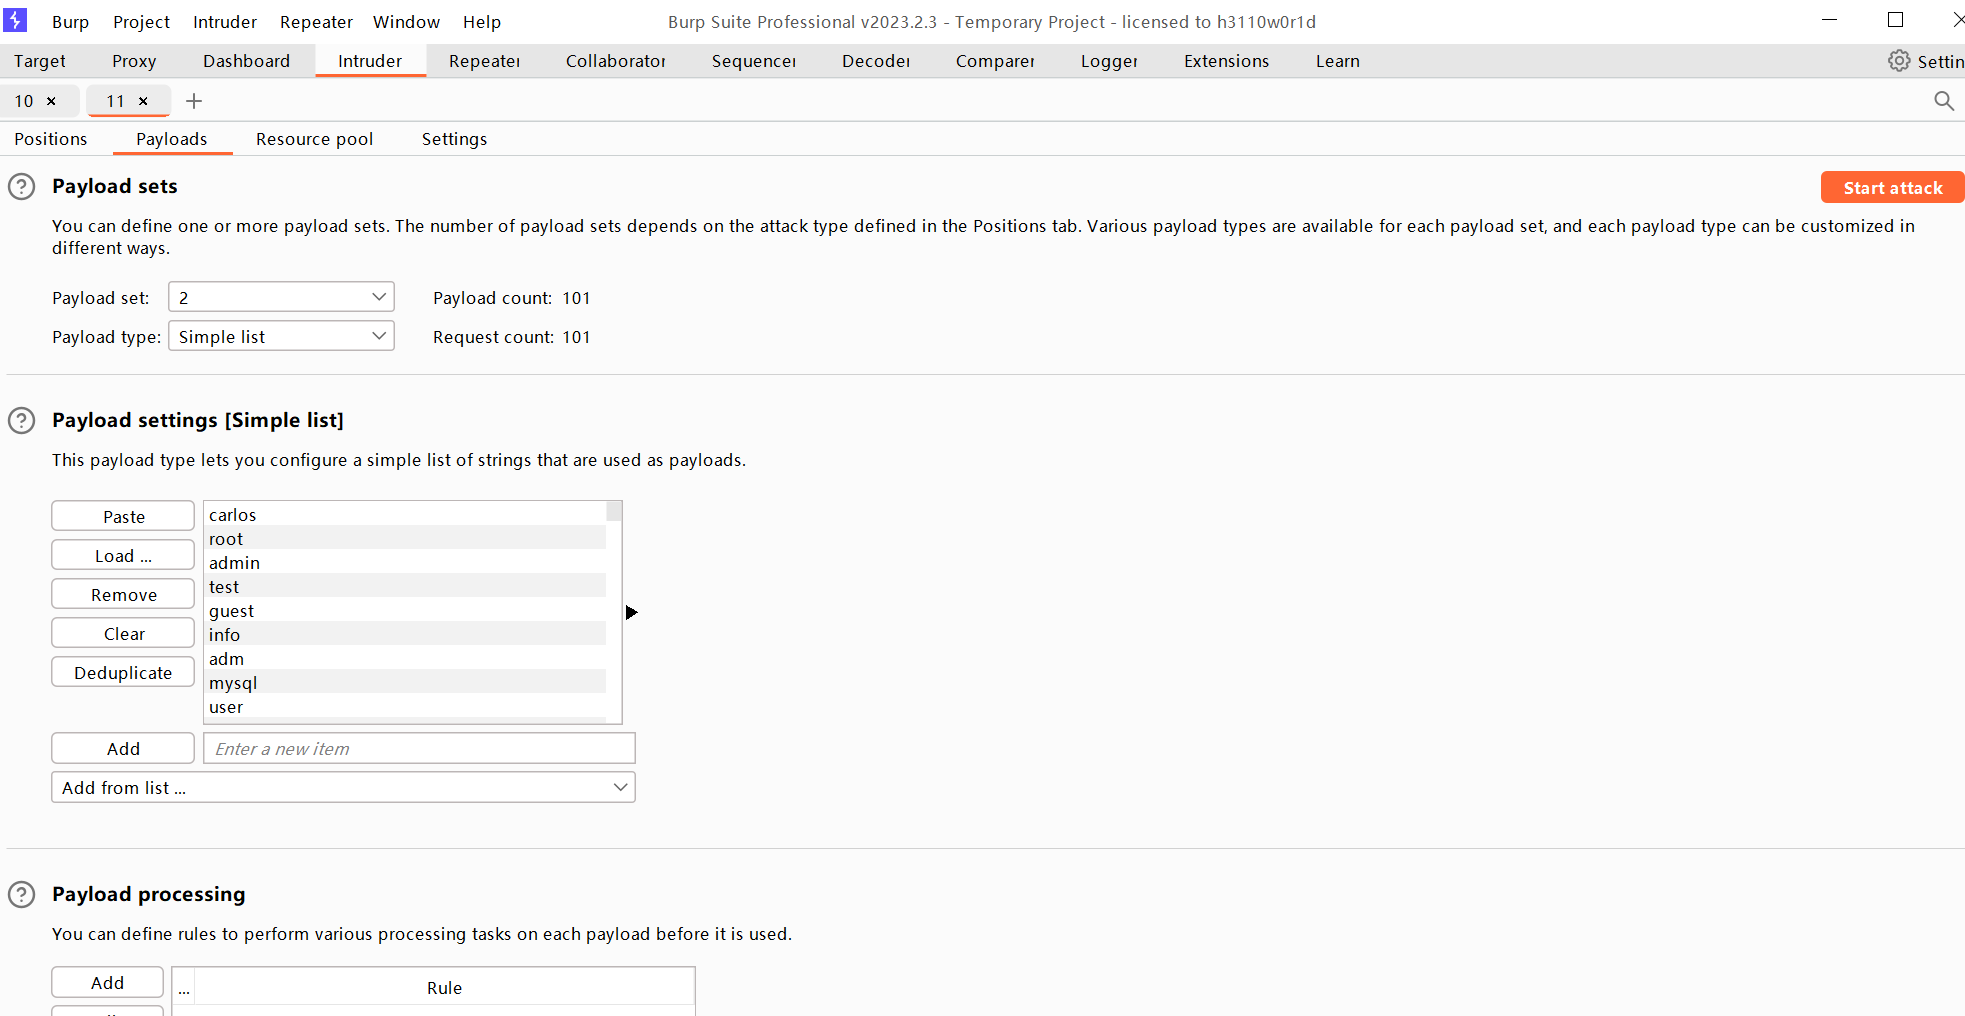 Burp Project Intruder Repeater Window Help Burp Suite Professional v2023.2.3 - Temporary Project - licensed to h3110w0r1d
Target Proxy Dashboard Intruder Repeater Collaborator Sequencer Decoder Comparer Logger Extensions Learn Settin
10 × 11 × +
Positions Payloads Resource pool Settings
? Payload sets Start attack
You can define one or more payload sets. The number of payload sets depends on the attack type defined in the Positions tab. Various payload types are available for each payload set, and each payload type can be customized in
different ways.
Payload set: 2 Payload count: 101
Payload type: Simple list Request count: 101
? Payload settings [Simple list]
This payload type lets you configure a simple list of strings that are used as payloads.
Paste
Load ...
Remove
Clear
Deduplicate
carlos
root
admin
test
guest
info
adm
mysql
user
Add Enter a new item
Add from list ...
? Payload processing
You can define rules to perform various processing tasks on each payload before it is used.
Add ... Rule